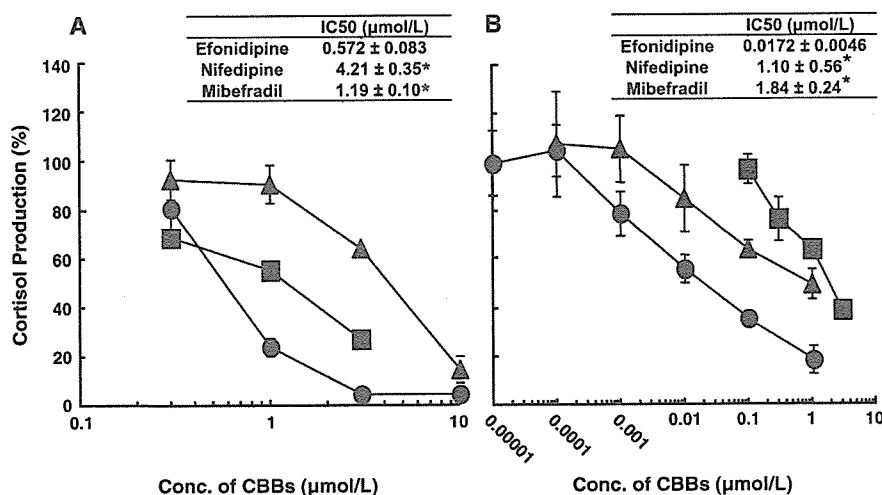 A
IC50 (µmol/L)
Efonidipine 0.572 ± 0.083
Nifedipine 4.21 ± 0.35*
Mibefradil 1.19 ± 0.10*
B
IC50 (µmol/L)
Efonidipine 0.0172 ± 0.0046
Nifedipine 1.10 ± 0.56*
Mibefradil 1.84 ± 0.24*
Cortisol Production (%)
140
120
100
80
60
40
20
0
0.1 1 10
Conc. of CBBs (µmol/L)
0.00001 0.0001 0.001 0.01 0.1 1 10
Conc. of CBBs (µmol/L)